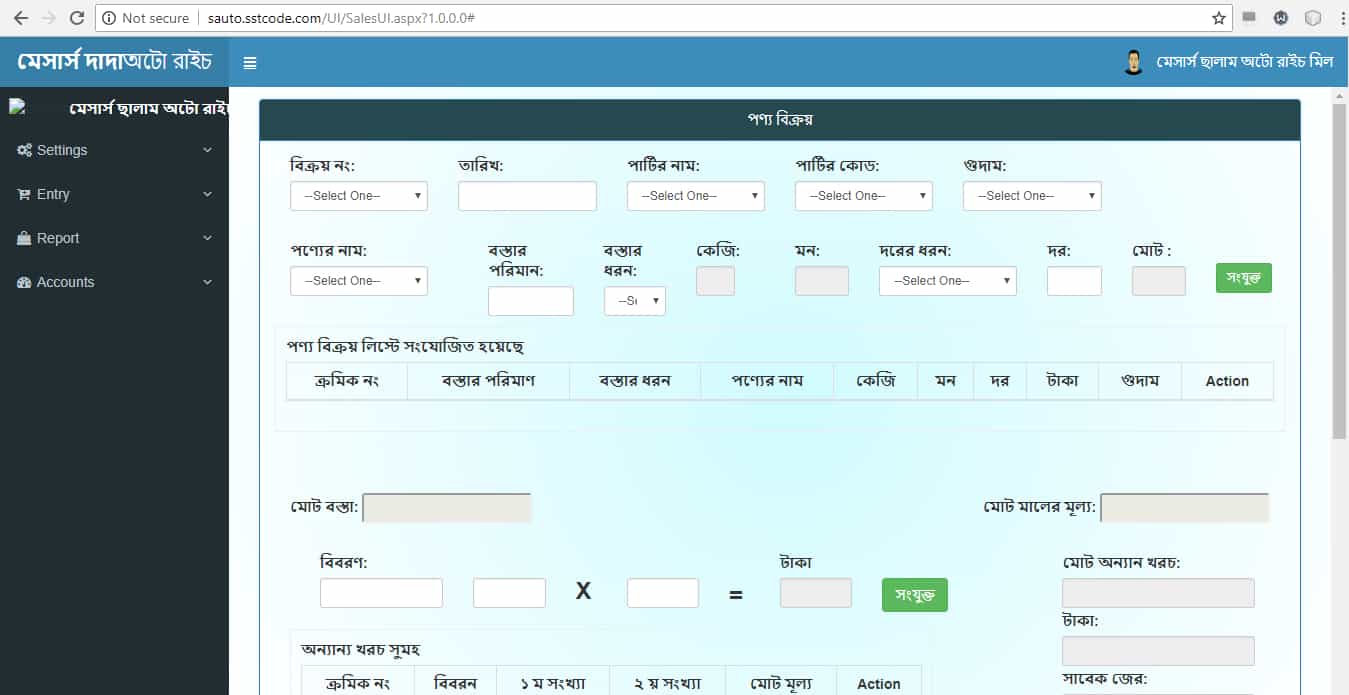 Not secure | sauto.sstcode.com/UI/SalesUI.aspx?1.0.0.0#
মেসার্স দাদাঅটো রাইচ
মেসার্স ছালাম অটো রাইচ মিল
মেসার্স ছালাম অটো রাই
Settings
Entry
Report
Accounts
পণ্য বিক্রয়
বিক্রয় নং: তারিখ: পার্টির নাম: পার্টির কোড: গুদাম:
--Select One-- --Select One-- --Select One-- --Select One--
পণ্যের নাম: বস্তার পরিমান: বস্তার ধরন: কেজি: মন: দরের ধরন: দর: মোট :
--Select One-- --Se --Select One-- সংযুক্ত
পণ্য বিক্রয় লিস্টে সংযোজিত হয়েছে
ক্রমিক নং বস্তার পরিমাণ বস্তার ধরন পণ্যের নাম কেজি মন দর টাকা গুদাম Action
মোট বস্তা: মোট মালের মূল্য:
বিবরণ: টাকা মোট অন্যান খরচ:
X = সংযুক্ত
টাকা:
অন্যান্য খরচ সুমহ
সাবেক জের:
ক্রমিক নং বিবরন ১ ম সংখ্যা ২ য় সংখ্যা মোট মূল্য Action